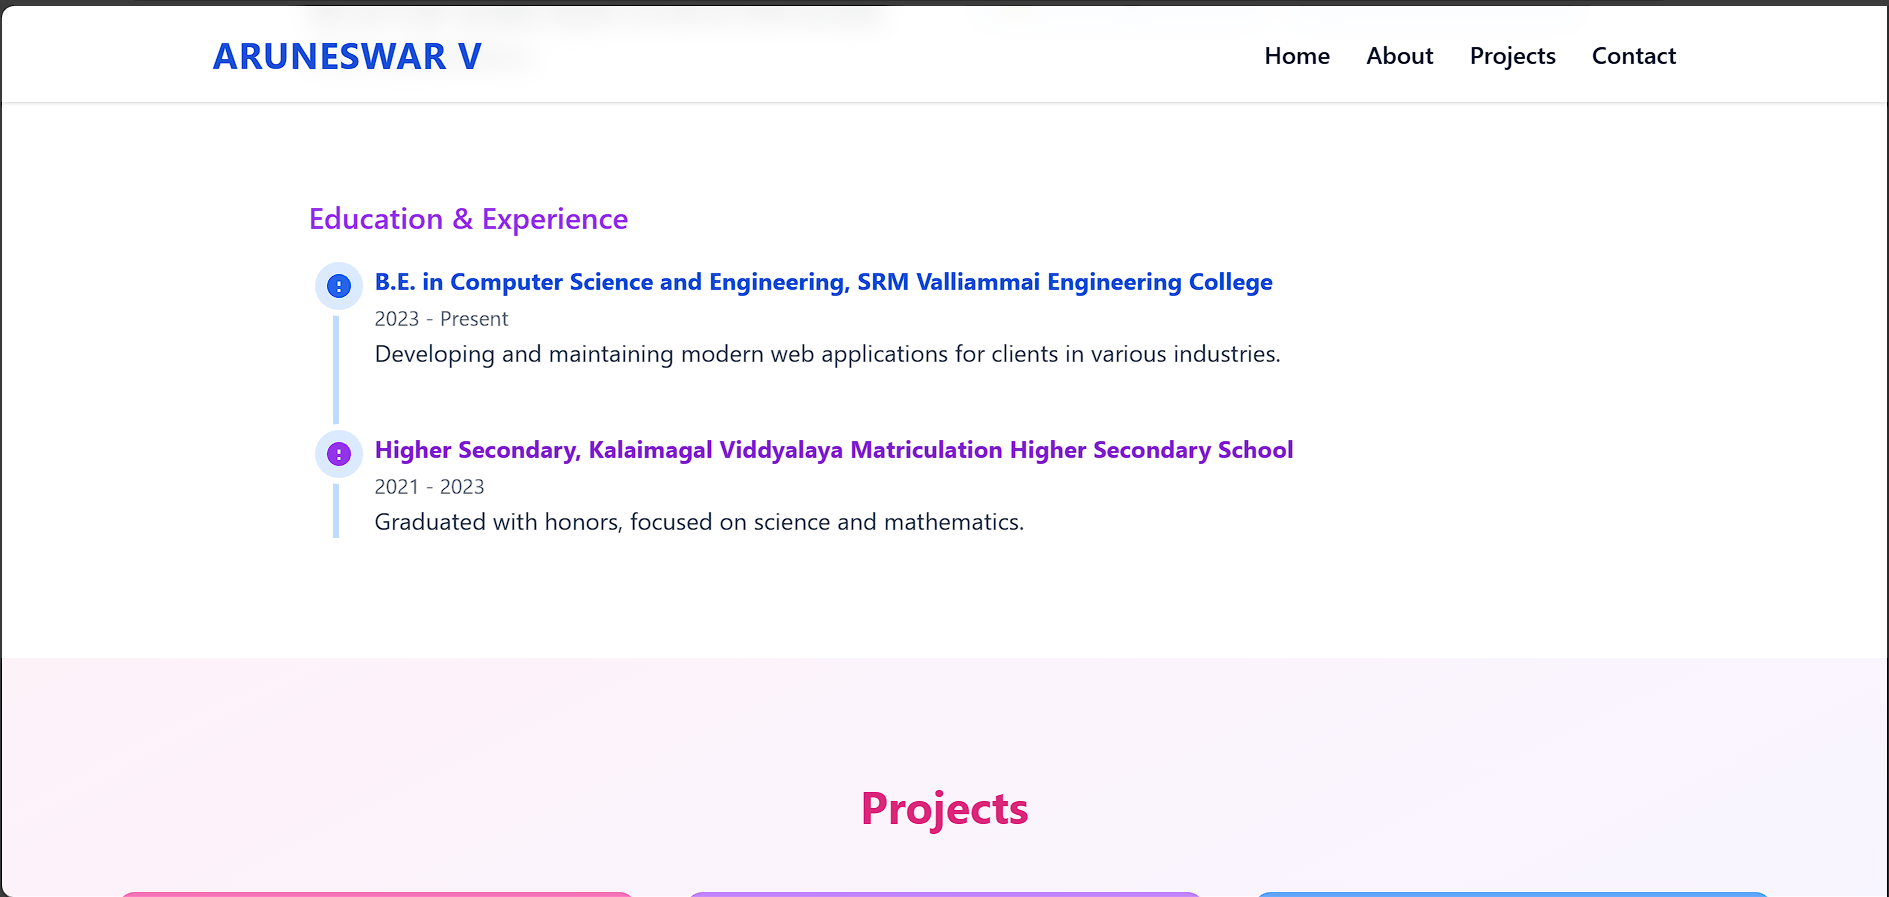 ARUNESWAR V
Home About Projects Contact
Education & Experience
B.E. in Computer Science and Engineering, SRM Valliammai Engineering College
2023 - Present
Developing and maintaining modern web applications for clients in various industries.
Higher Secondary, Kalaimagal Viddyalaya Matriculation Higher Secondary School
2021 - 2023
Graduated with honors, focused on science and mathematics.
Projects